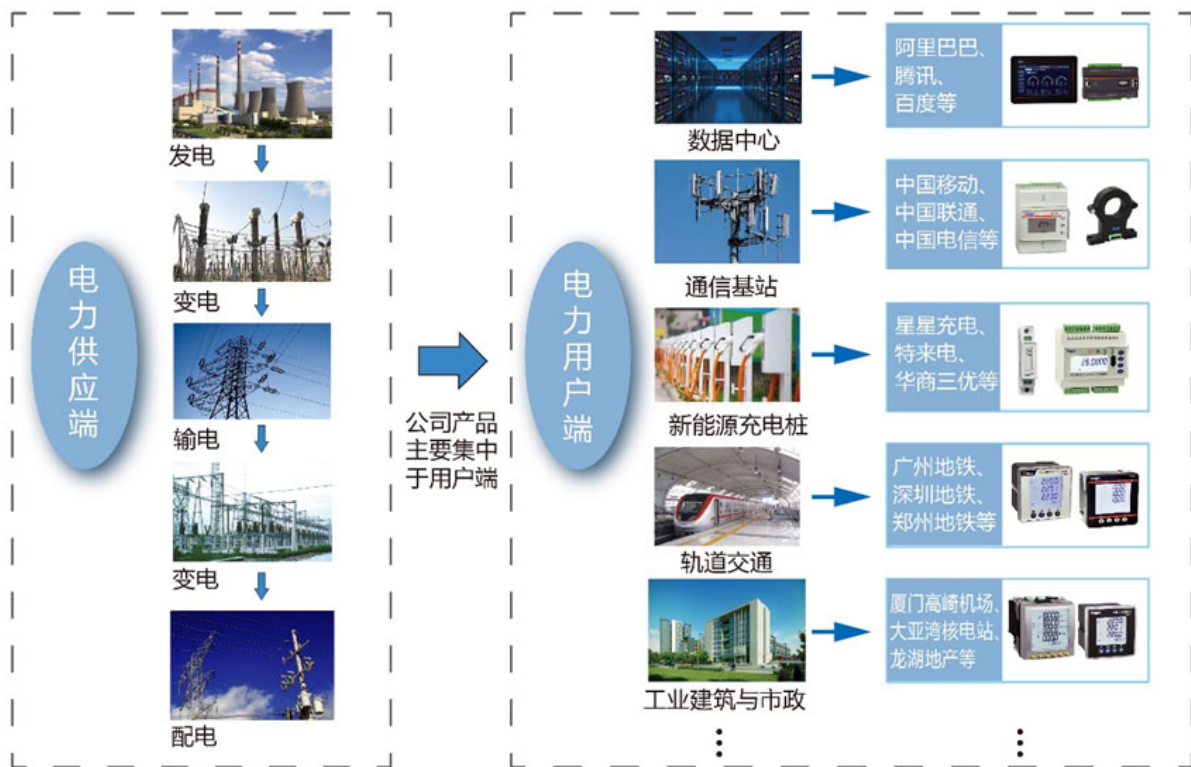 电力供应端
发电
变电
输电
变电
配电
公司产品
主要集中
于用户端
电力用户端
数据中心
阿里巴巴、
腾讯、
百度等
通信基站
中国移动、
中国联通、
中国电信等
新能源充电桩
星星充电、
特来电、
华商三优等
轨道交通
广州地铁、
深圳地铁、
郑州地铁等
工业建筑与市政
厦门高崎机场、
大亚湾核电站、
龙湖地产等